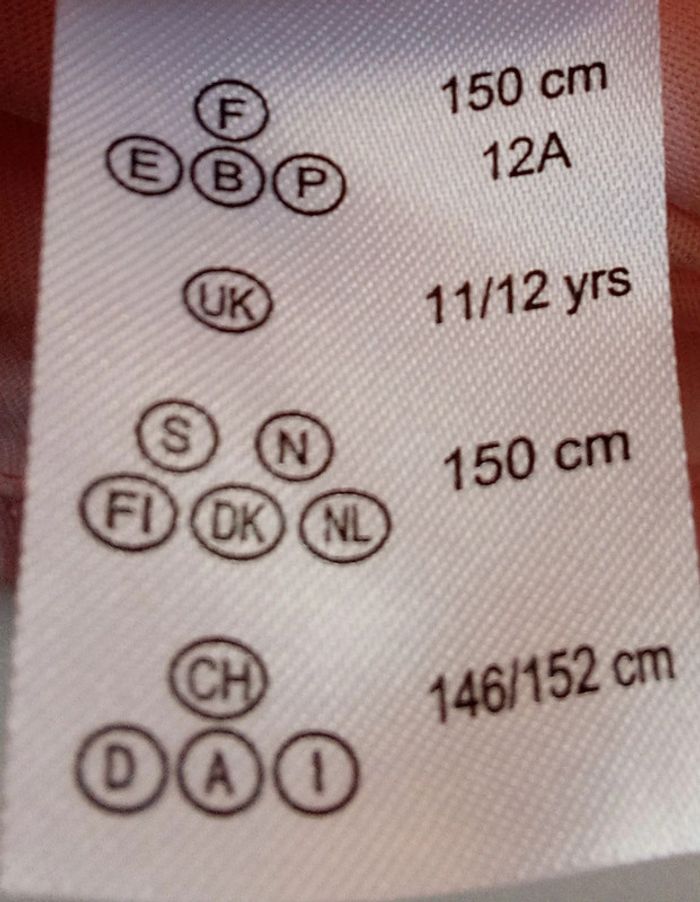 F 150 cm
E B P 12A
UK 11/12 yrs
S N
150 cm
FI DK NL
CH
146/152 cm
D A I